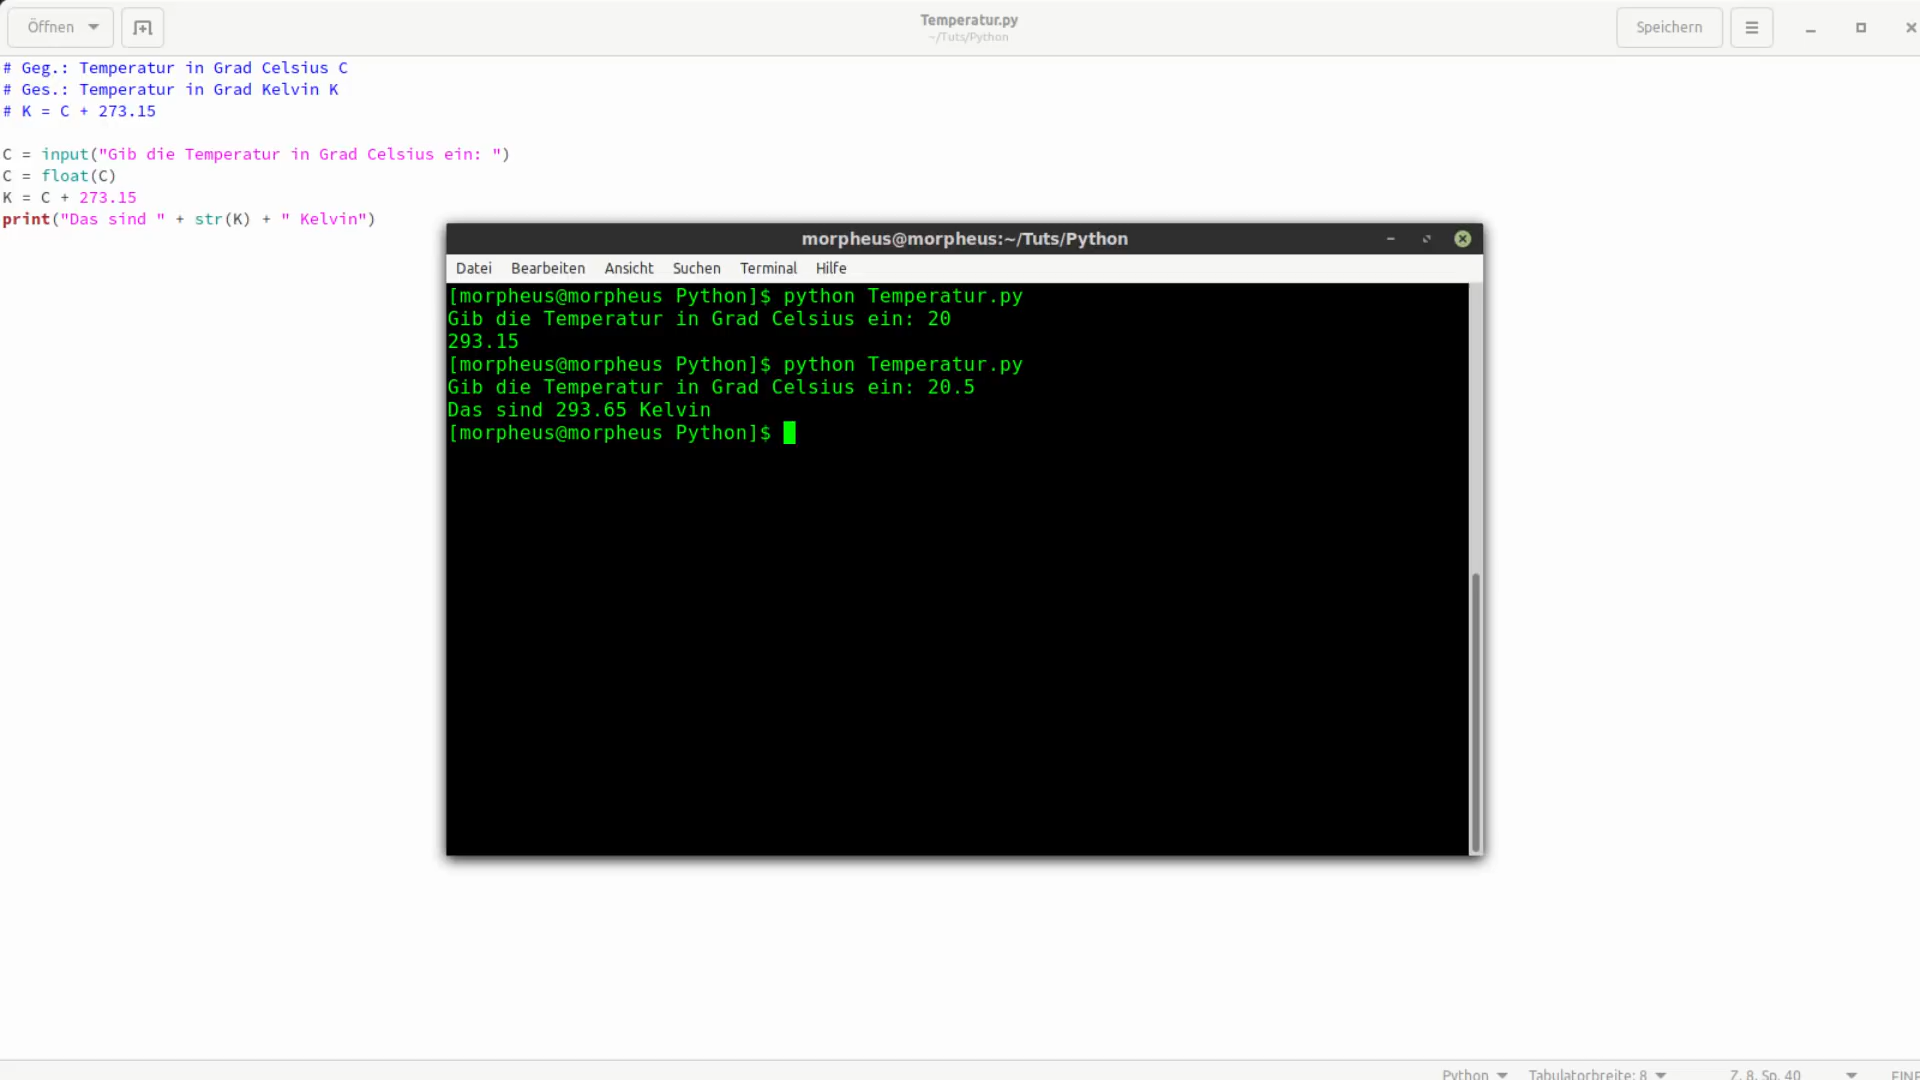 Öffnen
Temperatur.py
~/Tuts/Python
Speichern
# Geg.: Temperatur in Grad Celsius C
# Ges.: Temperatur in Grad Kelvin K
# K = C + 273.15
C = input("Gib die Temperatur in Grad Celsius ein: ")
C = float(C)
K = C + 273.15
print("Das sind " + str(K) + " Kelvin")
morpheus@morpheus:~/Tuts/Python
Datei Bearbeiten Ansicht Suchen Terminal Hilfe
[morpheus@morpheus Python]$ python Temperatur.py
Gib die Temperatur in Grad Celsius ein: 20
293.15
[morpheus@morpheus Python]$ python Temperatur.py
Gib die Temperatur in Grad Celsius ein: 20.5
Das sind 293.65 Kelvin
[morpheus@morpheus Python]$
Python Tabulatorbreite: 8 Z. 8, Sp. 40